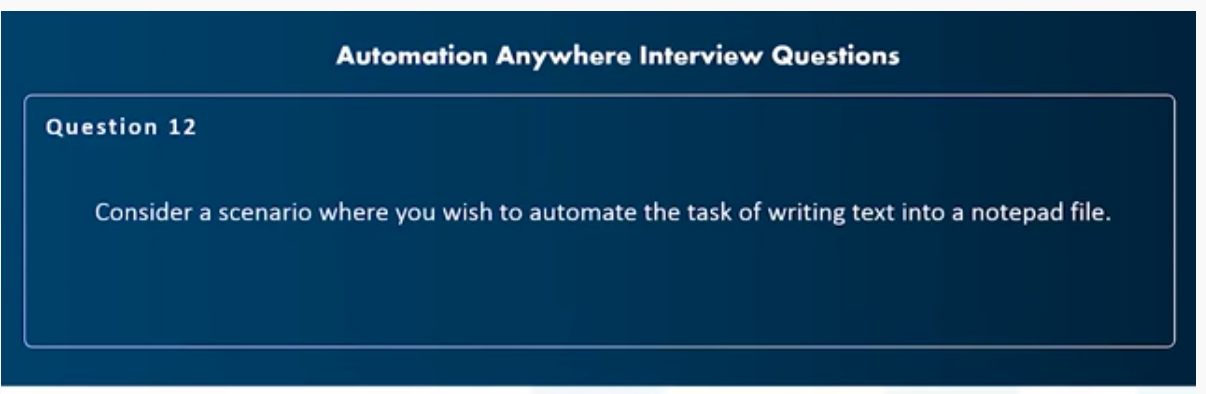 Automation Anywhere Interview Questions
Question 12
Consider a scenario where you wish to automate the task of writing text into a notepad file.